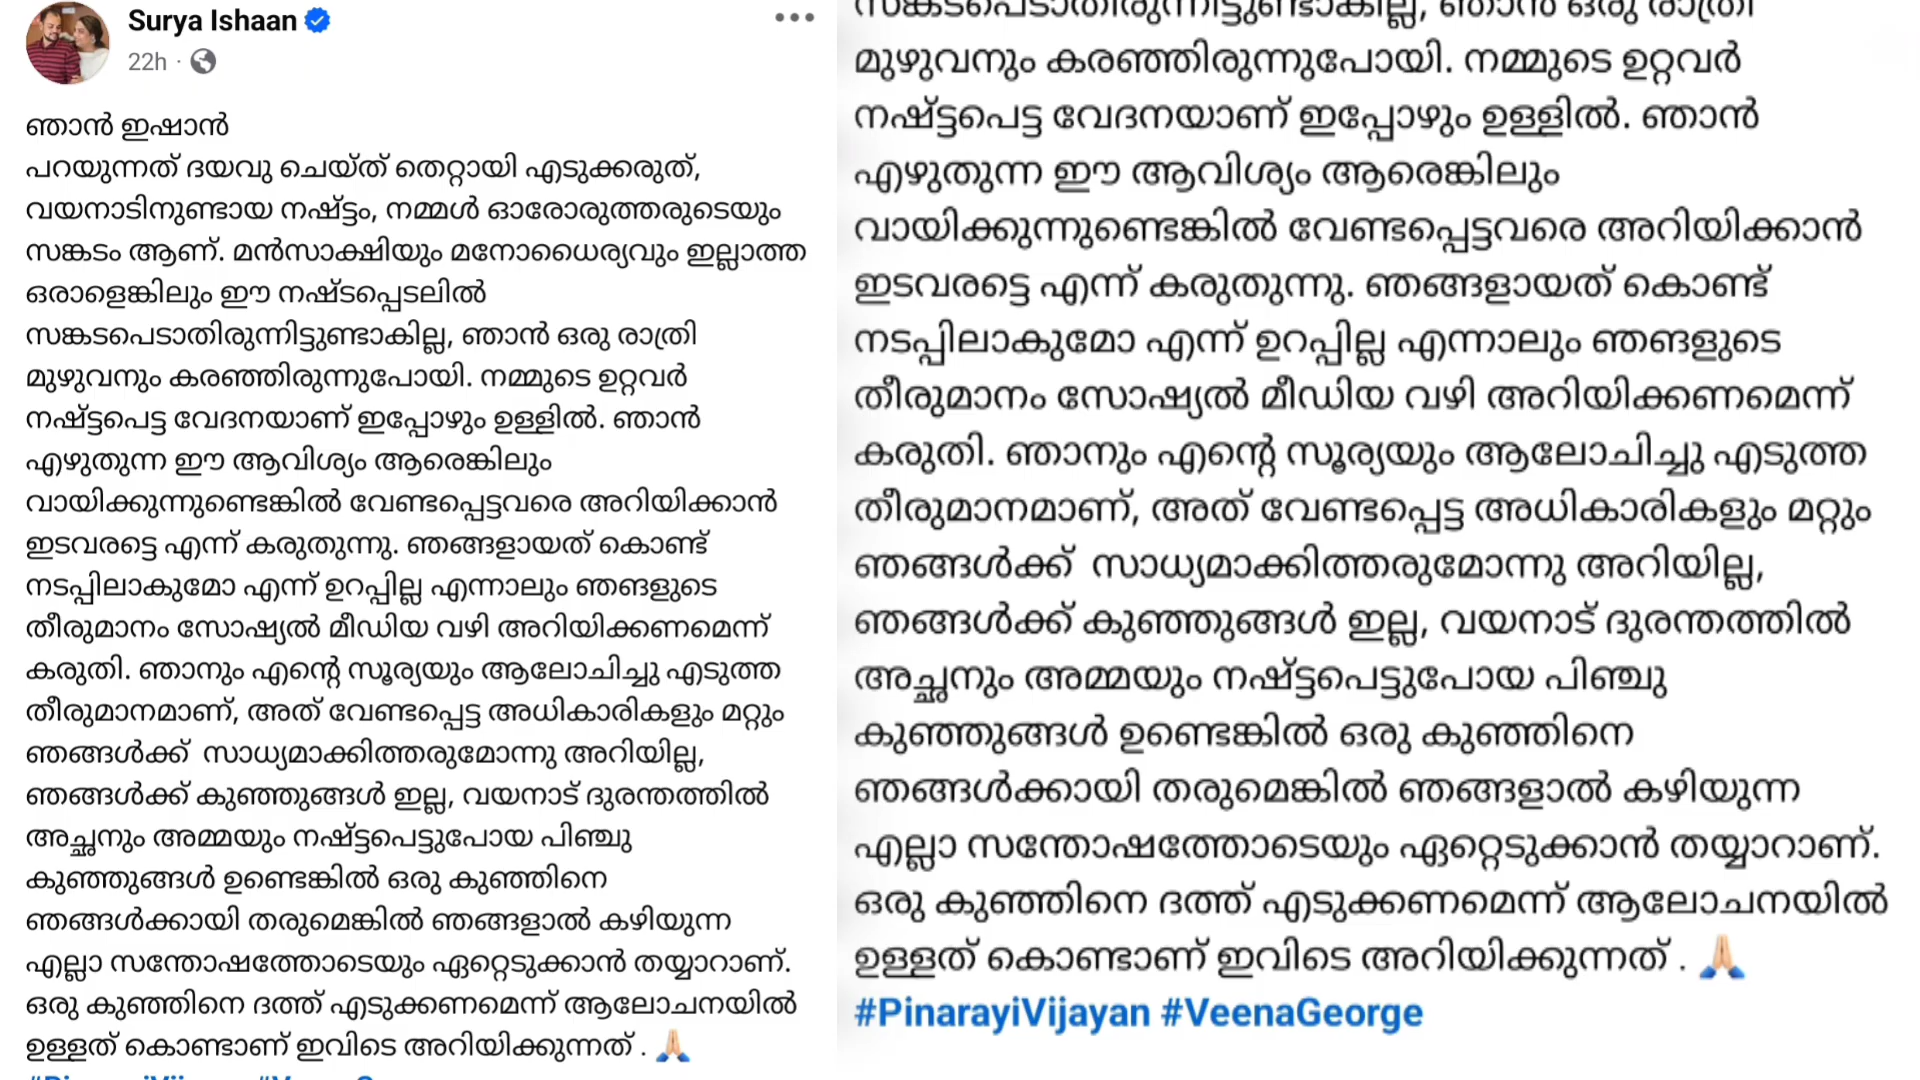 Surya Ishaan
22h ·
ഞാൻ ഇഷാൻ
പറയുന്നത് ദയവു ചെയ്ത് തെറ്റായി എടുക്കരുത്,
വയനാടിനുണ്ടായ നഷ്ട്ടം, നമ്മൾ ഓരോരുത്തരുടെയും
സങ്കടം ആണ്. മൻസാക്ഷിയും മനോധൈര്യവും ഇല്ലാത്ത
ഒരാളെങ്കിലും ഈ നഷ്ടപ്പെടലിൽ
സങ്കടപെടാതിരുന്നിട്ടുണ്ടാകില്ല, ഞാൻ ഒരു രാത്രി
മുഴുവനും കരഞ്ഞിരുന്നുപോയി. നമ്മുടെ ഉറ്റവർ
നഷ്ട്ടപെട്ട വേദനയാണ് ഇപ്പോഴും ഉള്ളിൽ. ഞാൻ
എഴുതുന്ന ഈ ആവിശ്യം ആരെങ്കിലും
വായിക്കുന്നുണ്ടെങ്കിൽ വേണ്ടപ്പെട്ടവരെ അറിയിക്കാൻ
ഇടവരട്ടെ എന്ന് കരുതുന്നു. ഞങ്ങളായത് കൊണ്ട്
നടപ്പിലാകുമോ എന്ന് ഉറപ്പില്ല എന്നാലും ഞങളുടെ
തീരുമാനം സോഷ്യൽ മീഡിയ വഴി അറിയിക്കണമെന്ന്
കരുതി. ഞാനും എന്റെ സൂര്യയും ആലോചിച്ചു എടുത്ത
തീരുമാനമാണ്, അത് വേണ്ടപ്പെട്ട അധികാരികളും മറ്റും
ഞങ്ങൾക്ക് സാധ്യമാക്കിത്തരുമോന്നു അറിയില്ല,
ഞങ്ങൾക്ക് കുഞ്ഞുങ്ങൾ ഇല്ല, വയനാട് ദുരന്തത്തിൽ
അച്ഛനും അമ്മയും നഷ്ട്ടപെട്ടുപോയ പിഞ്ചു
കുഞ്ഞുങ്ങൾ ഉണ്ടെങ്കിൽ ഒരു കുഞ്ഞിനെ
ഞങ്ങൾക്കായി തരുമെങ്കിൽ ഞങ്ങളാൽ കഴിയുന്ന
എല്ലാ സന്തോഷത്തോടെയും ഏറ്റെടുക്കാൻ തയ്യാറാണ്.
ഒരു കുഞ്ഞിനെ ദത്ത് എടുക്കണമെന്ന് ആലോചനയിൽ
ഉള്ളത് കൊണ്ടാണ് ഇവിടെ അറിയിക്കുന്നത് . 🙏🏻
സങ്കടപെടാതിരുന്നിട്ടുണ്ടാകില്ല, ഞാൻ ഒരു രാത്രി
മുഴുവനും കരഞ്ഞിരുന്നുപോയി. നമ്മുടെ ഉറ്റവർ
നഷ്ട്ടപെട്ട വേദനയാണ് ഇപ്പോഴും ഉള്ളിൽ. ഞാൻ
എഴുതുന്ന ഈ ആവിശ്യം ആരെങ്കിലും
വായിക്കുന്നുണ്ടെങ്കിൽ വേണ്ടപ്പെട്ടവരെ അറിയിക്കാൻ
ഇടവരട്ടെ എന്ന് കരുതുന്നു. ഞങ്ങളായത് കൊണ്ട്
നടപ്പിലാകുമോ എന്ന് ഉറപ്പില്ല എന്നാലും ഞങളുടെ
തീരുമാനം സോഷ്യൽ മീഡിയ വഴി അറിയിക്കണമെന്ന്
കരുതി. ഞാനും എന്റെ സൂര്യയും ആലോചിച്ചു എടുത്ത
തീരുമാനമാണ്, അത് വേണ്ടപ്പെട്ട അധികാരികളും മറ്റും
ഞങ്ങൾക്ക് സാധ്യമാക്കിത്തരുമോന്നു അറിയില്ല,
ഞങ്ങൾക്ക് കുഞ്ഞുങ്ങൾ ഇല്ല, വയനാട് ദുരന്തത്തിൽ
അച്ഛനും അമ്മയും നഷ്ട്ടപെട്ടുപോയ പിഞ്ചു
കുഞ്ഞുങ്ങൾ ഉണ്ടെങ്കിൽ ഒരു കുഞ്ഞിനെ
ഞങ്ങൾക്കായി തരുമെങ്കിൽ ഞങ്ങളാൽ കഴിയുന്ന
എല്ലാ സന്തോഷത്തോടെയും ഏറ്റെടുക്കാൻ തയ്യാറാണ്.
ഒരു കുഞ്ഞിനെ ദത്ത് എടുക്കണമെന്ന് ആലോചനയിൽ
ഉള്ളത് കൊണ്ടാണ് ഇവിടെ അറിയിക്കുന്നത് . 🙏🏻
#PinarayiVijayan #VeenaGeorge